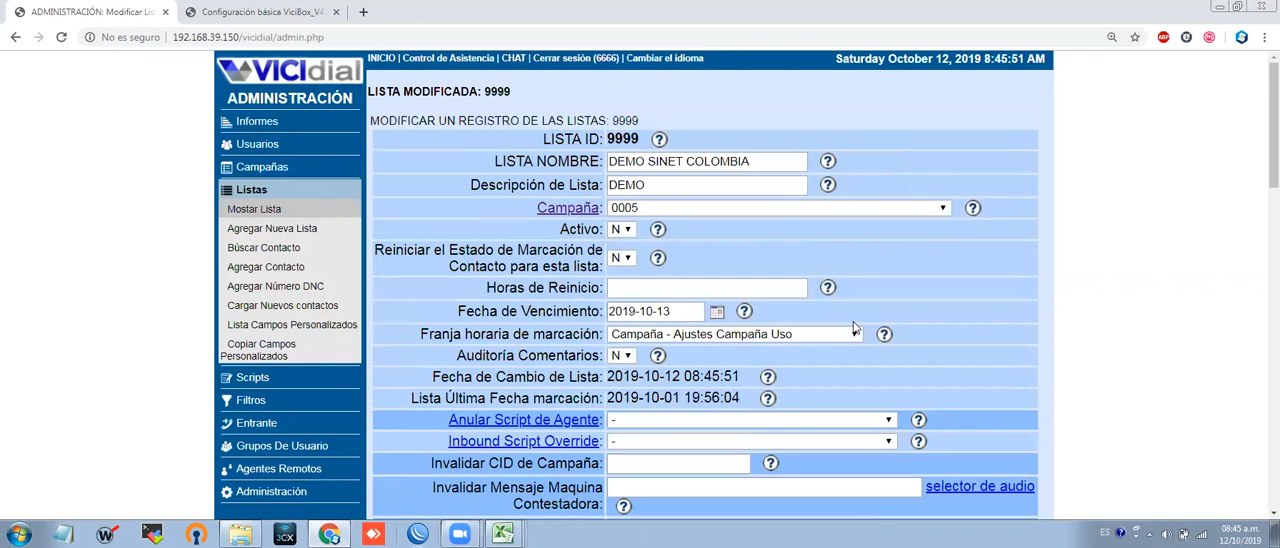 ADMINISTRACIÓN: Modificar Lis
Configuración básica ViciBox_V4
No es seguro | 192.168.39.150/vicidial/admin.php
VICIdial
INICIO | Control de Asistencia | CHAT | Cerrar sesión (6666) | Cambiar el idioma
Saturday October 12, 2019 8:45:51 AM
ADMINISTRACIÓN
Informes
Usuarios
Campañas
Listas
Mostar Lista
Agregar Nueva Lista
Búscar Contacto
Agregar Contacto
Agregar Número DNC
Cargar Nuevos contactos
Lista Campos Personalizados
Copiar Campos
Personalizados
Scripts
Filtros
Entrante
Grupos De Usuario
Agentes Remotos
Administración
LISTA MODIFICADA: 9999
MODIFICAR UN REGISTRO DE LAS LISTAS: 9999
LISTA ID: 9999
LISTA NOMBRE: DEMO SINET COLOMBIA
Descripción de Lista: DEMO
Campaña: 0005
Activo: N
Reiniciar el Estado de Marcación de
Contacto para esta lista: N
Horas de Reinicio:
Fecha de Vencimiento: 2019-10-13
Franja horaria de marcación: Campaña - Ajustes Campaña Uso
Auditoría Comentarios: N
Fecha de Cambio de Lista: 2019-10-12 08:45:51
Lista Última Fecha marcación: 2019-10-01 19:56:04
Anular Script de Agente: -
Inbound Script Override: -
Invalidar CID de Campaña:
Invalidar Mensaje Maquina
Contestadora:
selector de audio
3CX
ES
08:45 a.m.
12/10/2019